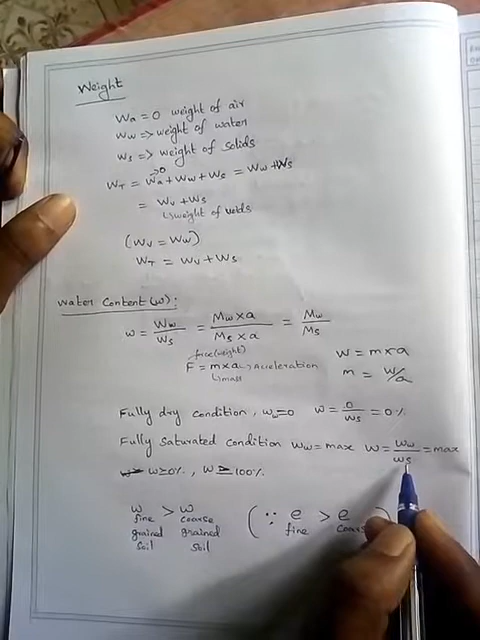 Weight
Wa = 0 weight of air
Ww => weight of water
Ws => weight of solids
WT = Wa→0 + Ww + Ws = Ww + Ws
= Wv + Ws
↳ weight of voids
(Wv = Ww)
WT = Wv + Ws
Water Content (w):
w = Ww/Ws = Mw × a/Ms × a = Mw/Ms
force (weight)
F = m×a ↳ Acceleration
↳ mass
W = m×a
m = W/a
Fully dry condition, ww = 0 w = 0/Ws = 0%
Fully saturated condition Ww = max w = Ww/Ws = max
w ≥ 0%, w ≥ 100%
w > w (∵ e > e
fine coarse fine
grained grained
soil soil